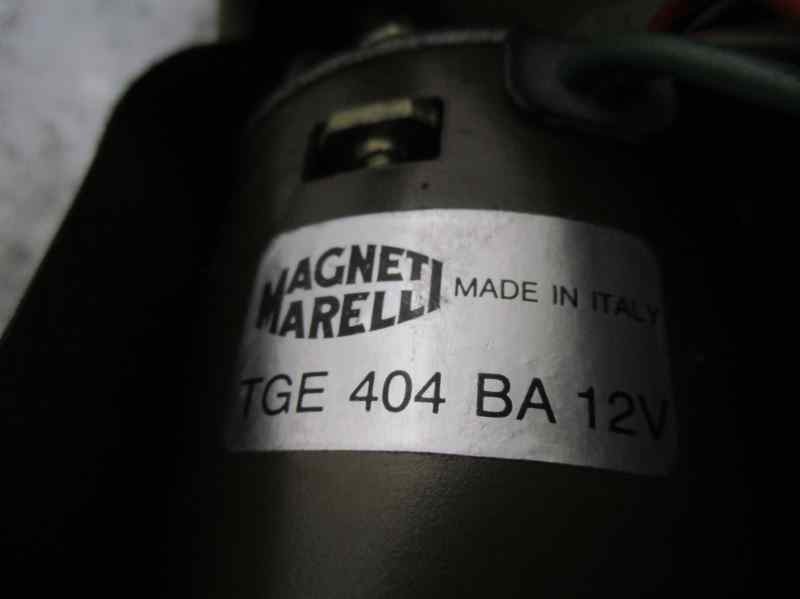 MAGNETI
MARELLI
MADE IN ITALY
TGE 404 BA 12V